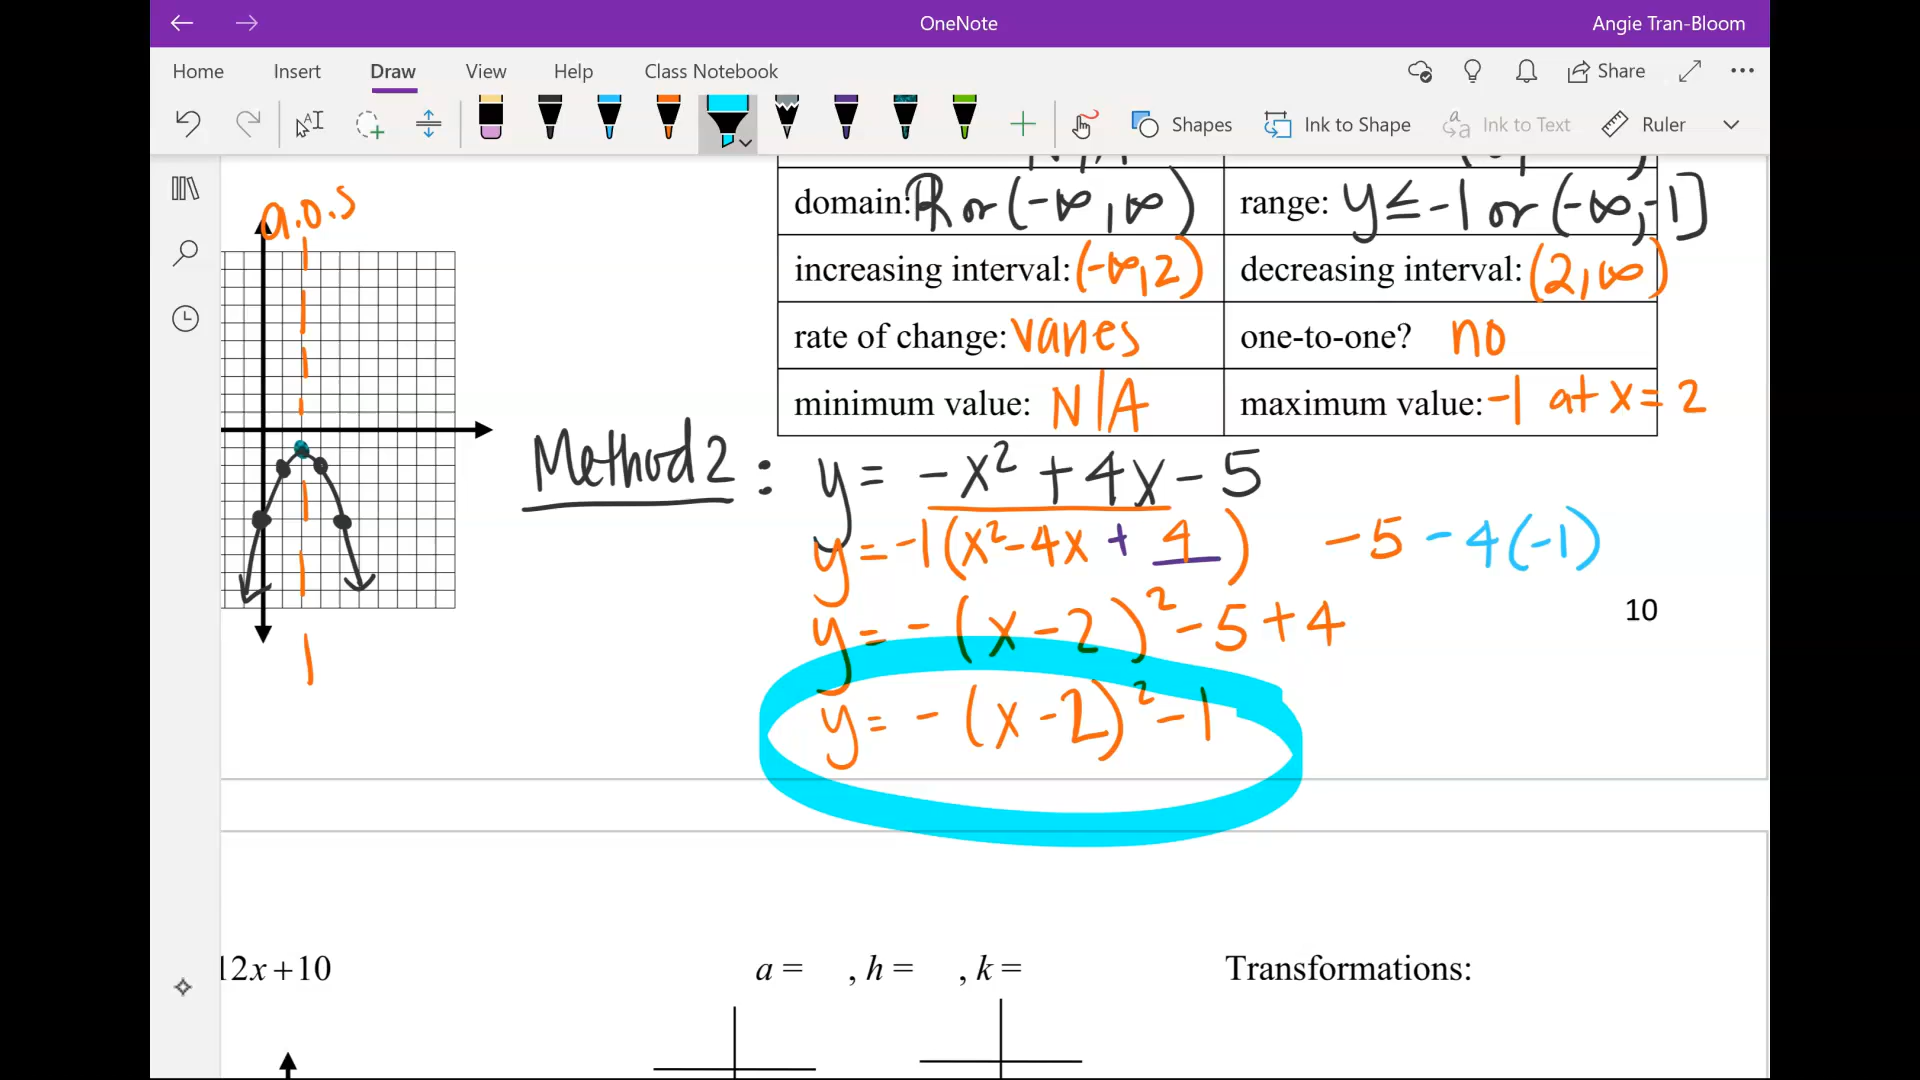 OneNote
Angie Tran-Bloom
Home Insert Draw View Help Class Notebook Share
Shapes Ink to Shape Ink to Text Ruler
a.o.s
domain: ℝ or (-∞,∞) range: y≤-1 or (-∞,-1]
increasing interval: (-∞,2) decreasing interval: (2,∞)
rate of change: varies one-to-one? no
minimum value: N/A maximum value: -1 at x=2
Method 2: y= -x²+4x-5
y=-1(x²-4x + 4) -5-4(-1)
y= -(x-2)²-5+4
10
y= -(x-2)²-1
12x+10 a= , h= , k= Transformations: